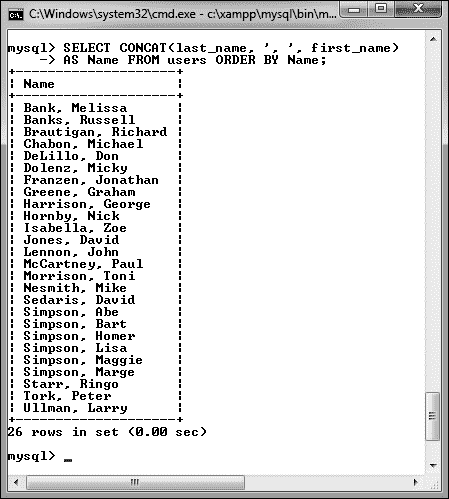 C:\Windows\system32\cmd.exe - c:\xampp\mysql\bin\m...
mysql> SELECT CONCAT(last_name, ', ', first_name)
    -> AS Name FROM users ORDER BY Name;
+--------------------+
| Name               |
+--------------------+
| Bank, Melissa      |
| Banks, Russell     |
| Brautigan, Richard |
| Chabon, Michael    |
| DeLillo, Don       |
| Dolenz, Micky      |
| Franzen, Jonathan  |
| Greene, Graham     |
| Harrison, George   |
| Hornby, Nick       |
| Isabella, Zoe      |
| Jones, David       |
| Lennon, John       |
| McCartney, Paul    |
| Morrison, Toni     |
| Nesmith, Mike      |
| Sedaris, David     |
| Simpson, Abe       |
| Simpson, Bart      |
| Simpson, Homer     |
| Simpson, Lisa      |
| Simpson, Maggie    |
| Simpson, Marge     |
| Starr, Ringo       |
| Tork, Peter        |
| Ullman, Larry      |
+--------------------+
26 rows in set (0.00 sec)
mysql> _